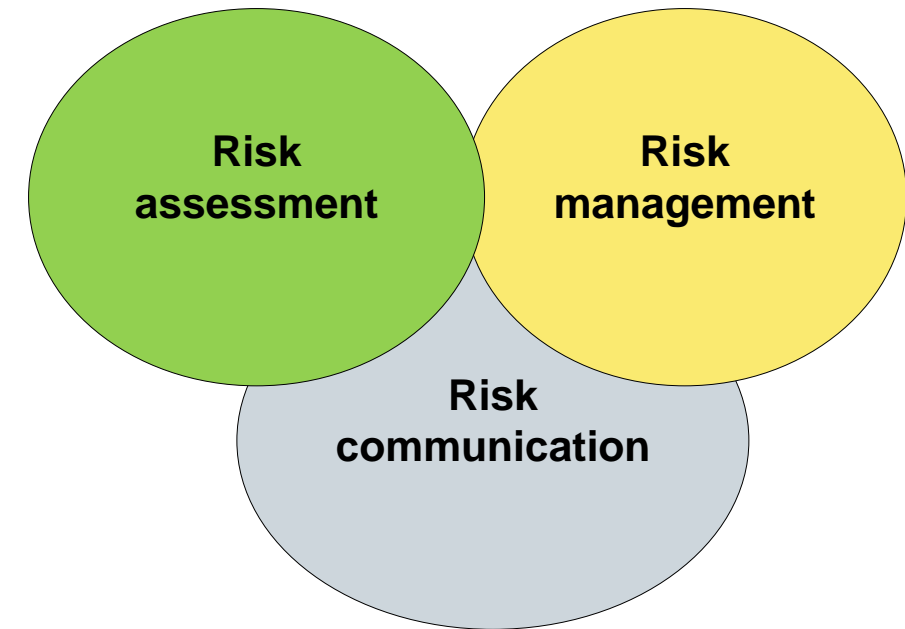 Risk
assessment
Risk
management
Risk
communication